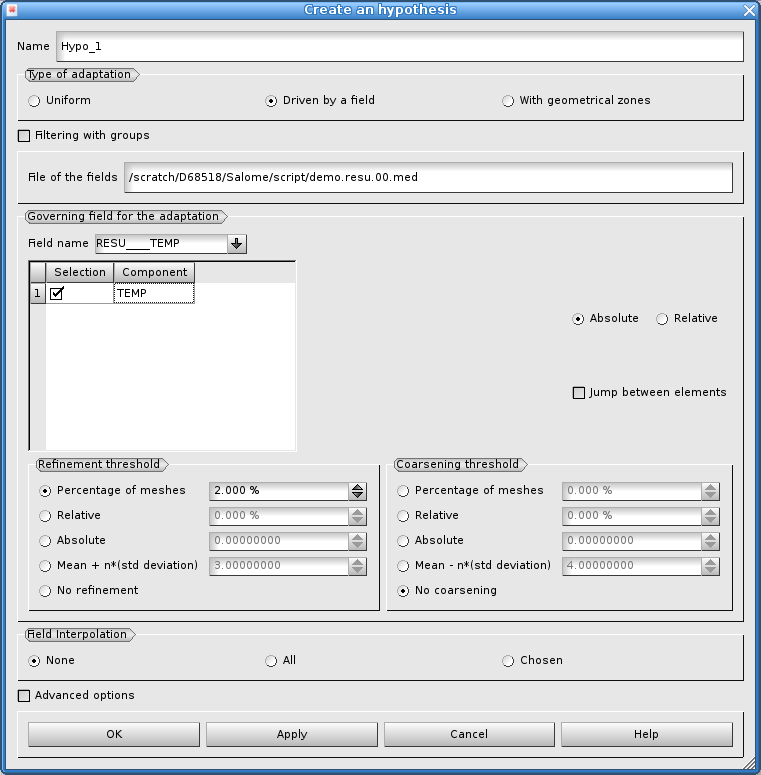 Create an hypothesis
Name Hypo_1
Type of adaptation
Uniform Driven by a field With geometrical zones
Filtering with groups
File of the fields /scratch/D68518/Salome/script/demo.resu.00.med
Governing field for the adaptation
Field name RESU____TEMP
Selection Component
1 TEMP
Absolute Relative
Jump between elements
Refinement threshold
Percentage of meshes 2.000 %
Relative 0.000 %
Absolute 0.00000000
Mean + n*(std deviation) 3.00000000
No refinement
Coarsening threshold
Percentage of meshes 0.000 %
Relative 0.000 %
Absolute 0.00000000
Mean - n*(std deviation) 4.00000000
No coarsening
Field Interpolation
None All Chosen
Advanced options
OK Apply Cancel Help